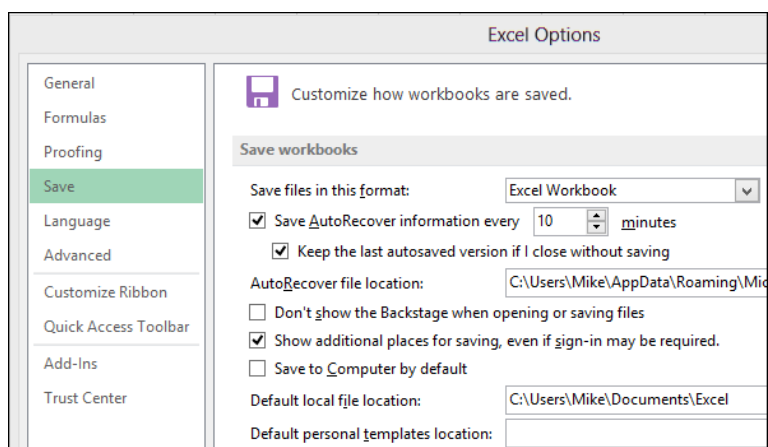 Excel Options
General
Formulas
Proofing
Save
Language
Advanced
Customize Ribbon
Quick Access Toolbar
Add-Ins
Trust Center
Customize how workbooks are saved.
Save workbooks
Save files in this format: Excel Workbook
Save AutoRecover information every 10 minutes
Keep the last autosaved version if I close without saving
AutoRecover file location: C:\Users\Mike\AppData\Roaming\Mic
Don't show the Backstage when opening or saving files
Show additional places for saving, even if sign-in may be required.
Save to Computer by default
Default local file location: C:\Users\Mike\Documents\Excel
Default personal templates location: